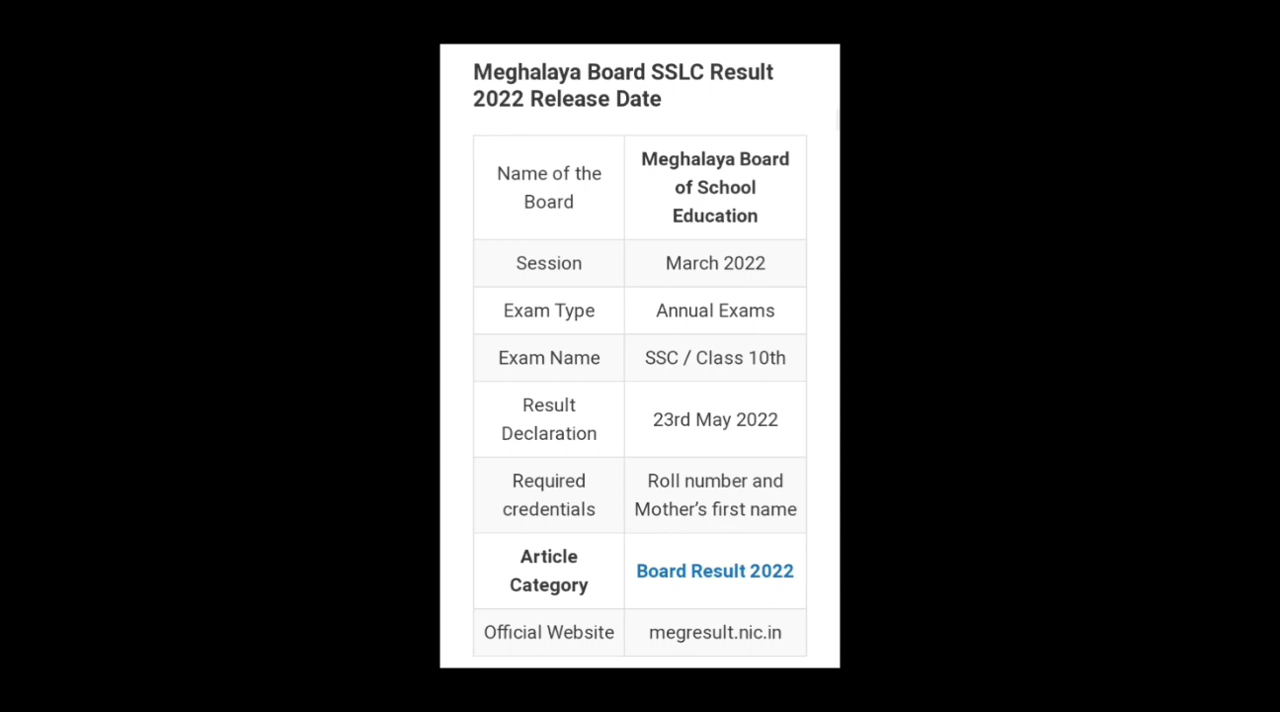 Meghalaya Board SSLC Result
2022 Release Date
Name of the
Board
Meghalaya Board
of School
Education
Session
March 2022
Exam Type
Annual Exams
Exam Name
SSC / Class 10th
Result
Declaration
23rd May 2022
Required
credentials
Roll number and
Mother’s first name
Article
Category
Board Result 2022
Official Website
megresult.nic.in